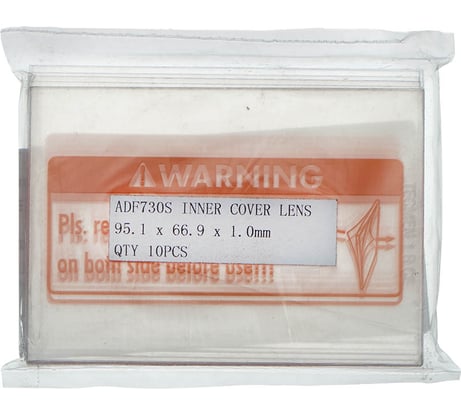 WARMING
ADF730S INNER COVER LENS
95.1 x 66.9 x 1.0mm
QTY 10PCS
Pls. re
on both side before use!!!